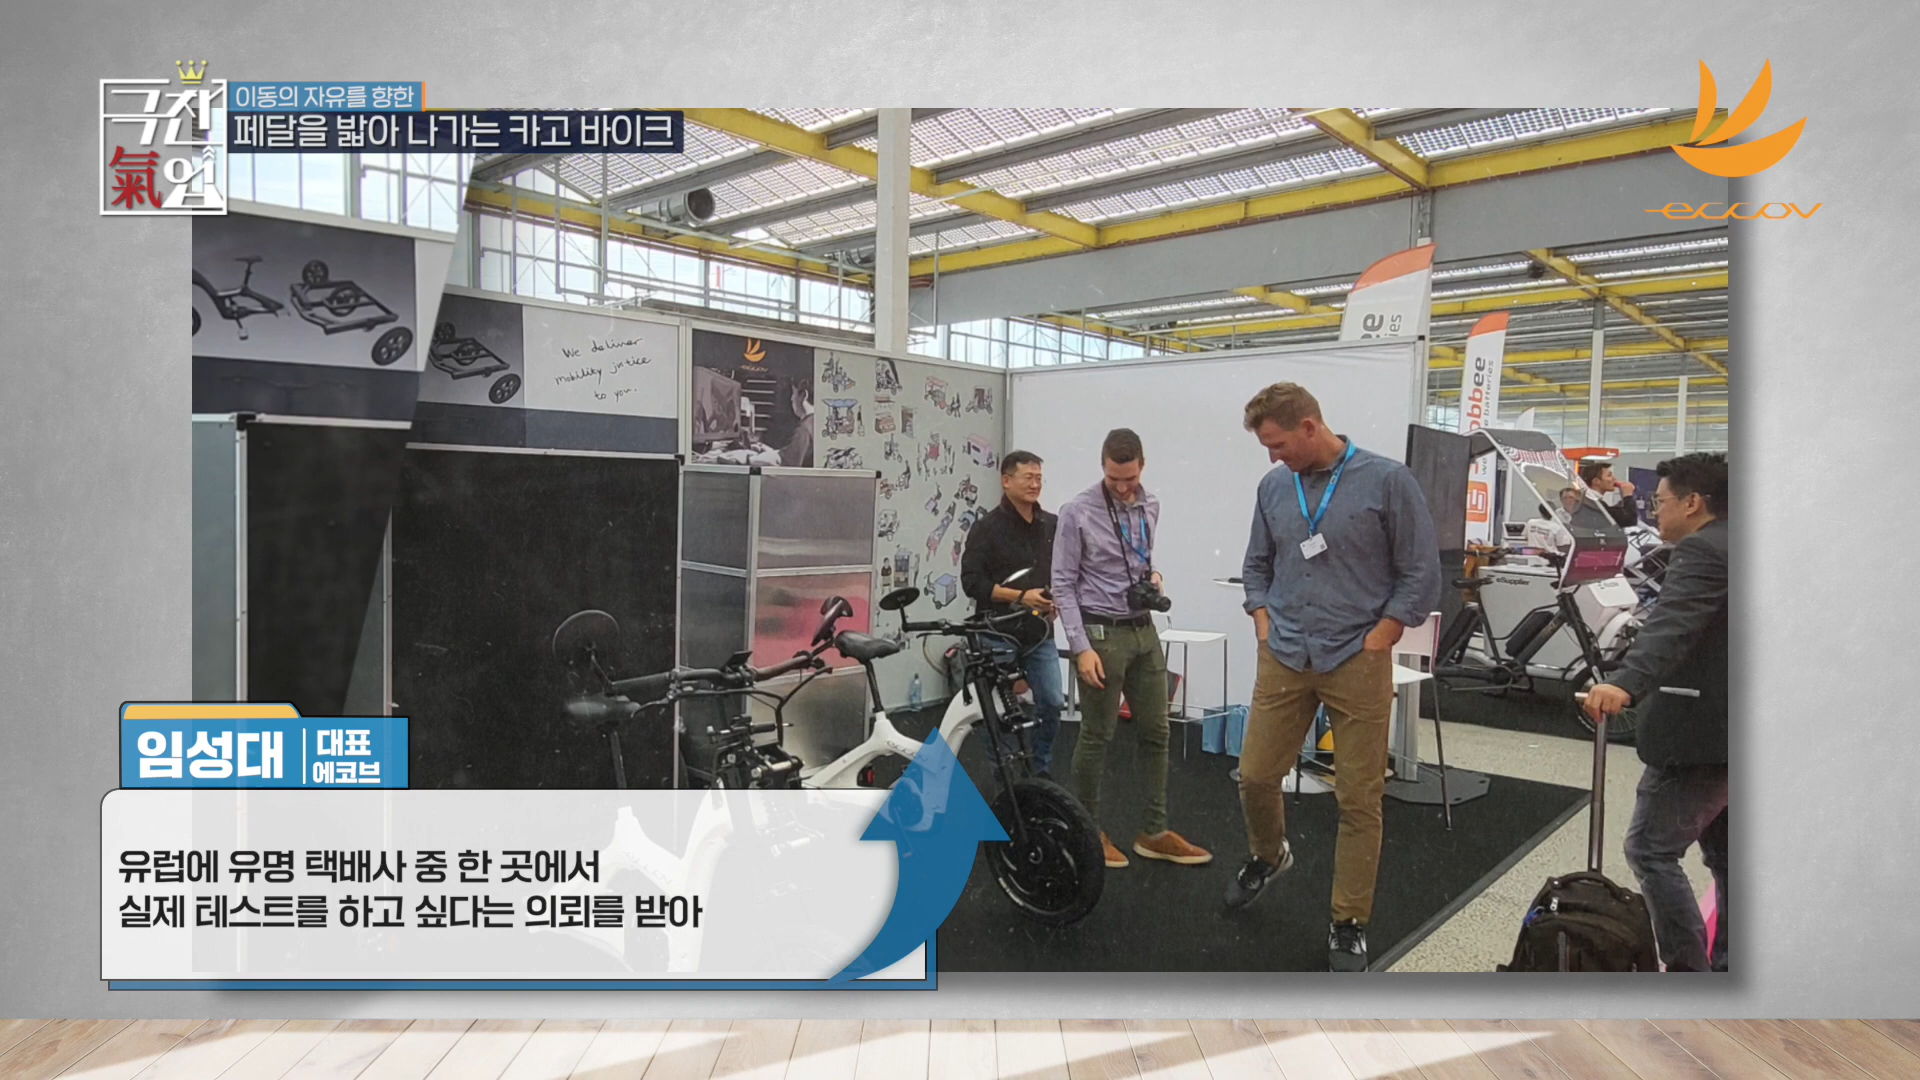 극찬
氣업
이동의 자유를 향한
페달을 밟아 나가는 카고 바이크
eccov
We deliver
mobility justice
to you.
eccov
eSupplier
eccov
임성대
대표
에코브
유럽에 유명 택배사 중 한 곳에서
실제 테스트를 하고 싶다는 의뢰를 받아